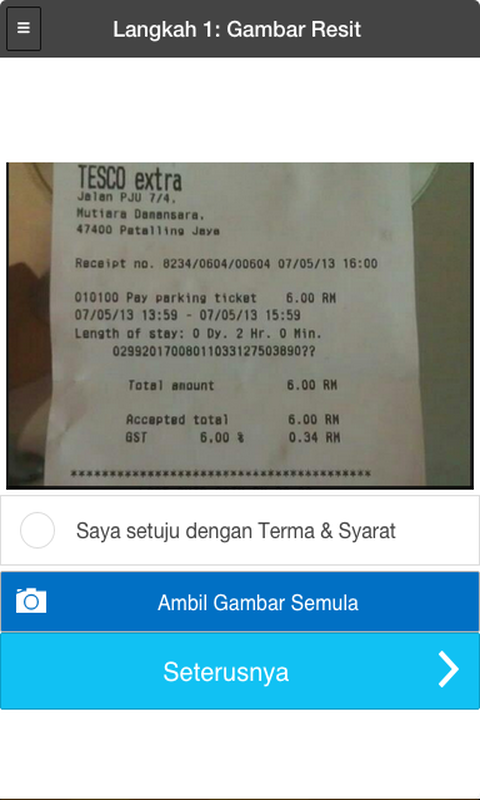 Langkah 1: Gambar Resit
TESCO extra
Jalan PJU 7/4,
Mutiara Damansara.
47400 Petalling Jaya
Receipt no. 8234/0604/00604 07/05/13 16:00
010100 Pay parking ticket 6.00 RM
07/05/13 13:59 - 07/05/13 15:59
Length of stay: 0 Dy. 2 Hr. 0 Min.
02992017008011033127503890??
Total amount 6.00 RM
Accepted total 6.00 RM
GST 6,00 % 0.34 RM
***********************************************
Saya setuju dengan Terma & Syarat
Ambil Gambar Semula
Seterusnya